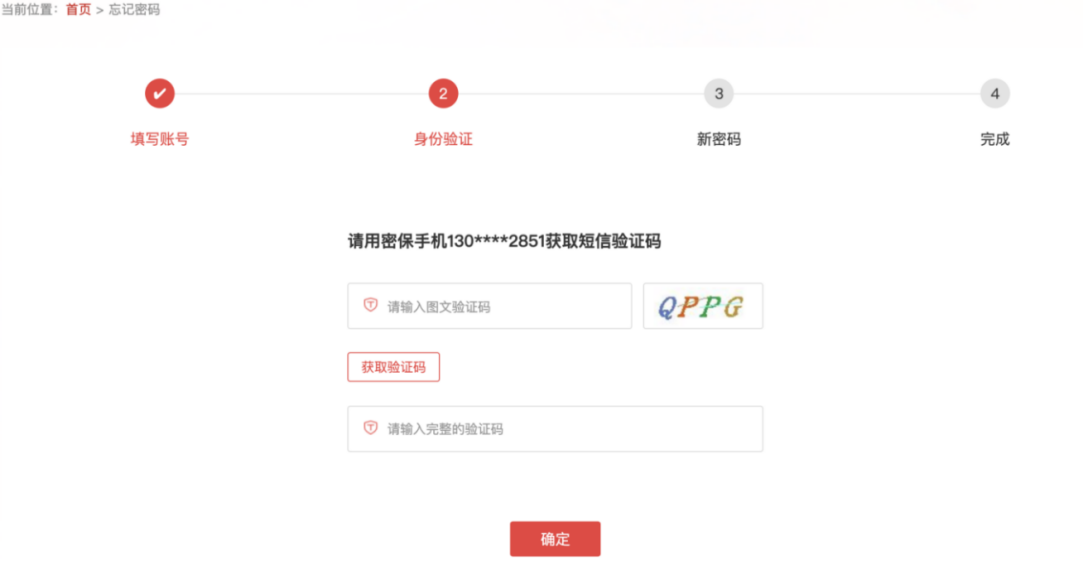 当前位置： 首页 > 忘记密码
✔ 2 3 4
填写账号 身份验证 新密码 完成
请用密保手机130****2851获取短信验证码
请输入图文验证码 QPPG
获取验证码
请输入完整的验证码
确定